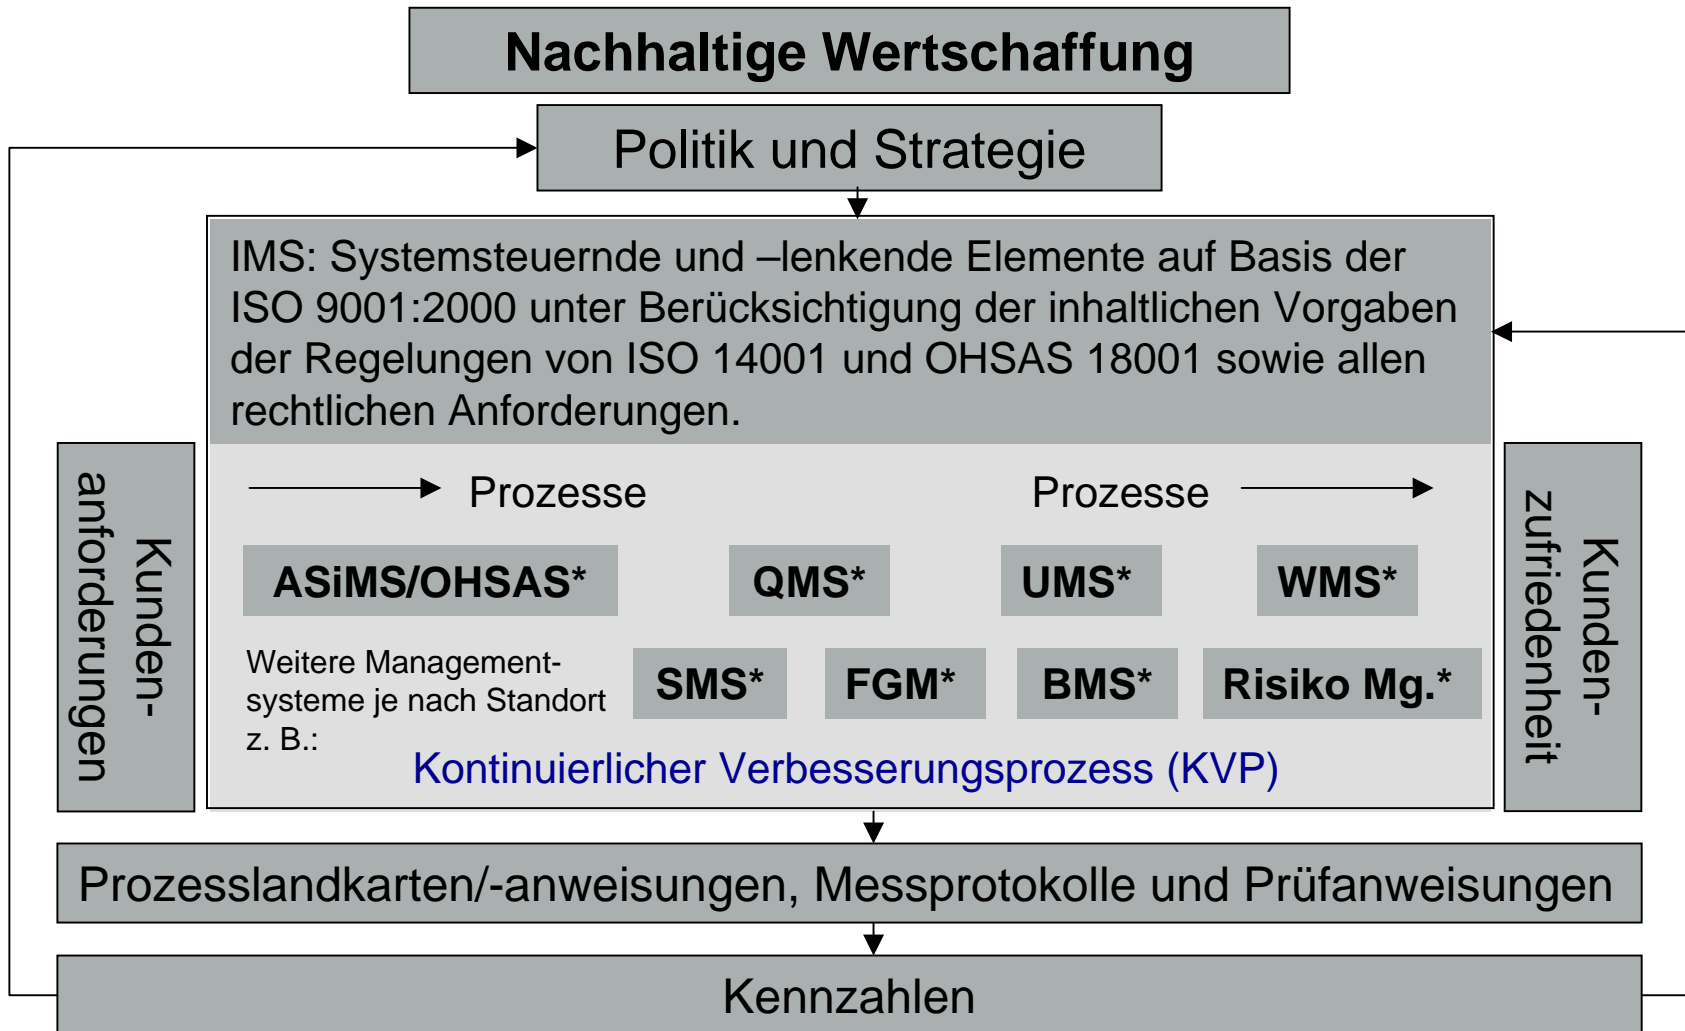 Nachhaltige Wertschaffung
Politik und Strategie
IMS: Systemsteuernde und –lenkende Elemente auf Basis der
ISO 9001:2000 unter Berücksichtigung der inhaltlichen Vorgaben
der Regelungen von ISO 14001 und OHSAS 18001 sowie allen
rechtlichen Anforderungen.
Kunden-
anforderungen
Prozesse
Prozesse
ASiMS/OHSAS*
QMS*
UMS*
WMS*
Weitere Management-
systeme je nach Standort
z. B.:
SMS*
FGM*
BMS*
Risiko Mg.*
Kontinuierlicher Verbesserungsprozess (KVP)
Kunden-
zufriedenheit
Prozesslandkarten/-anweisungen, Messprotokolle und Prüfanweisungen
Kennzahlen